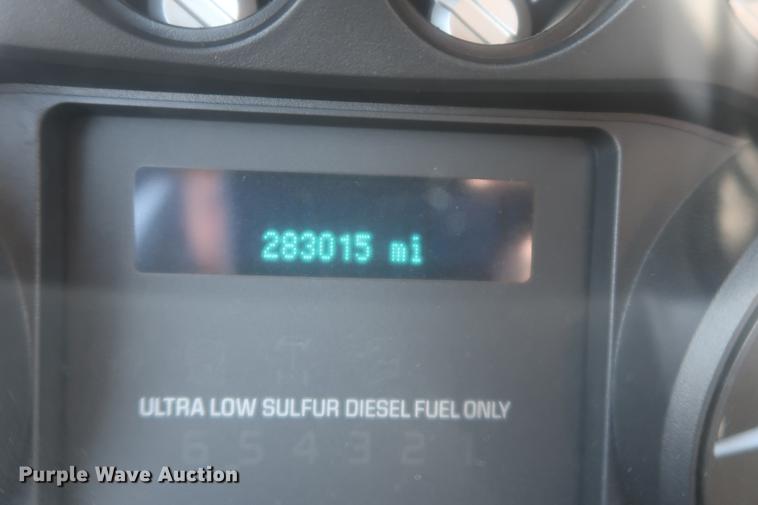 283015 mi
ULTRA LOW SULFUR DIESEL FUEL ONLY
6 5 4 3 2 1
Purple Wave Auction